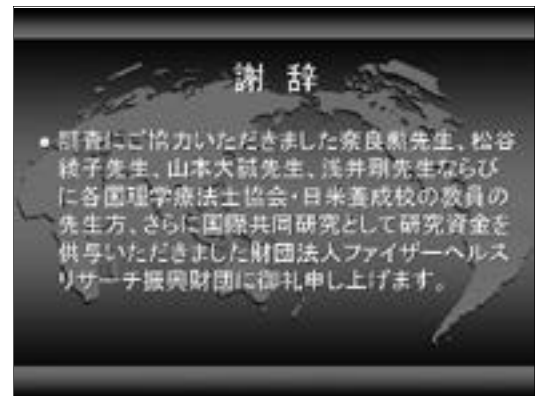 謝 辞
● 調査にご協力いただきました奈良勲先生、松谷
綾子先生、山本大誠先生、浅井剛先生ならび
に各国理学療法士協会・日米養成校の教員の
先生方、さらに国際共同研究として研究資金を
供与いただきました財団法人ファイザーヘルス
リサーチ振興財団に御礼申し上げます。